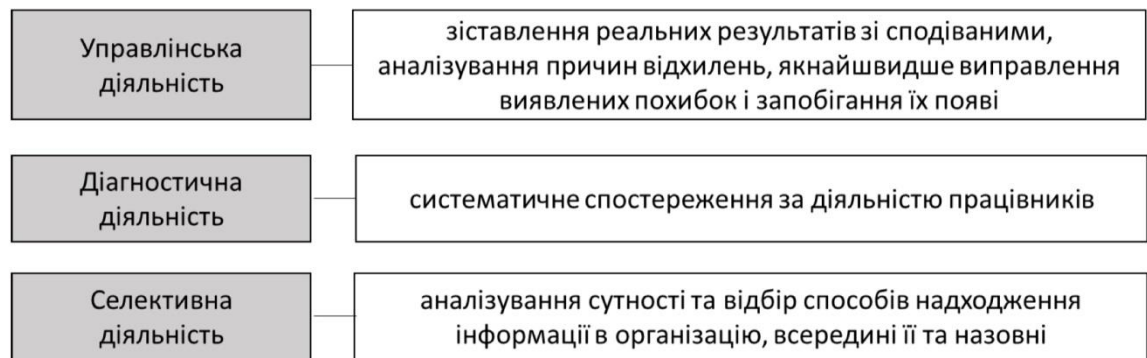 Управлінська
діяльність
зіставлення реальних результатів зі сподіваними,
аналізування причин відхилень, якнайшвидше виправлення
виявлених похибок і запобігання їх появі
Діагностична
діяльність
систематичне спостереження за діяльністю працівників
Селективна
діяльність
аналізування сутності та відбір способів надходження
інформації в організацію, всередині її та назовні